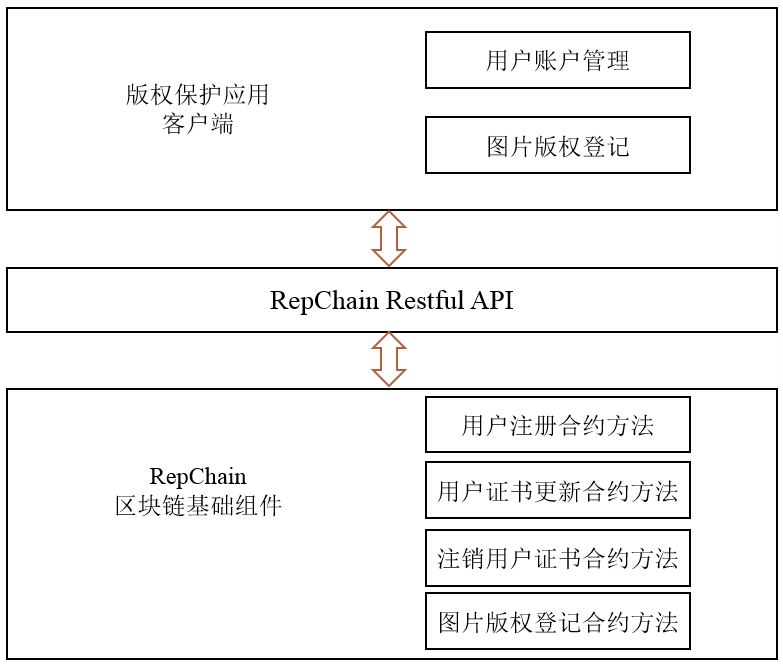 版权保护应用
客户端
用户账户管理
图片版权登记
RepChain Restful API
RepChain
区块链基础组件
用户注册合约方法
用户证书更新合约方法
注销用户证书合约方法
图片版权登记合约方法